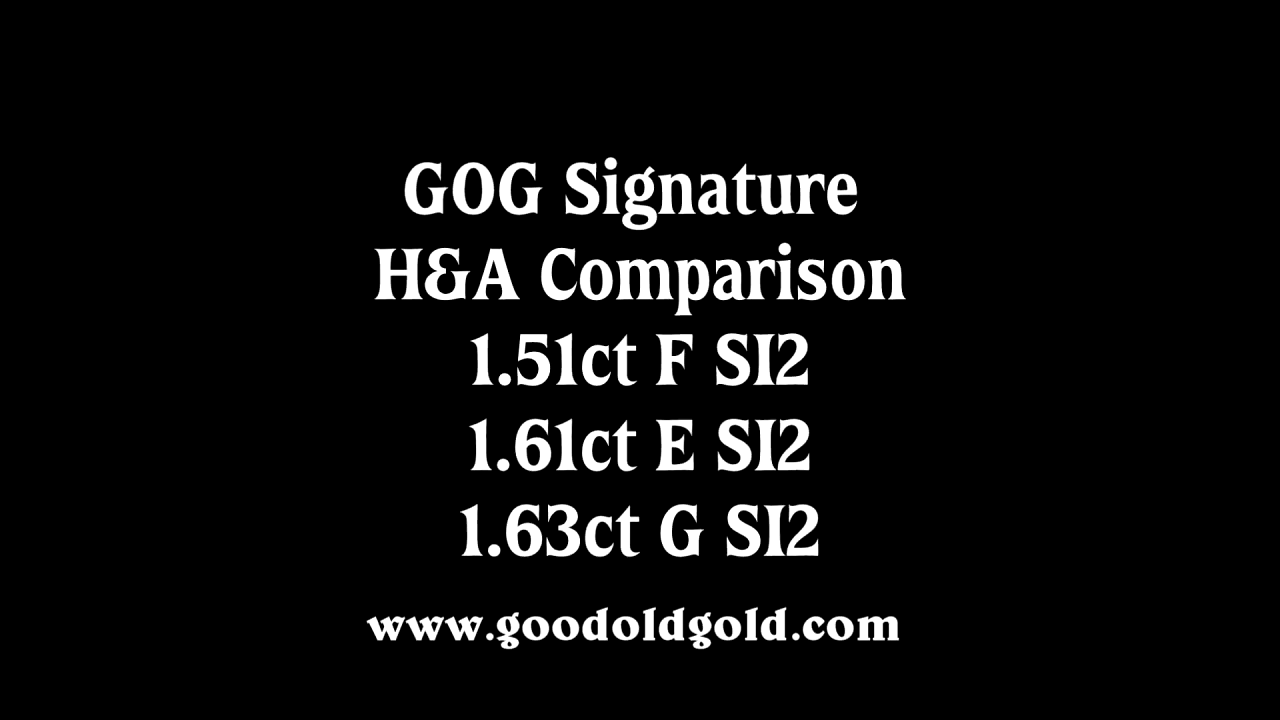 GOG Signature
H&A Comparison
1.51ct F SI2
1.61ct E SI2
1.63ct G SI2
www.goodoldgold.com